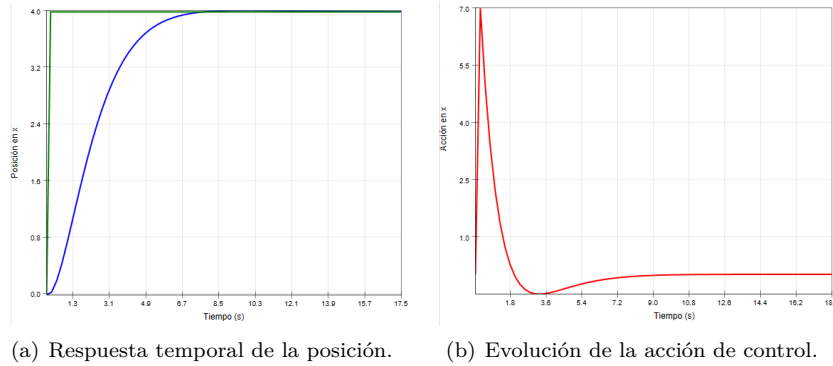 4.0
3.2
2.4
1.6
0.8
0.0
Posición en x
1.3 3.1 4.9 6.7 8.5 10.3 12.1 13.9 15.7 17.5
Tiempo (s)
7.0
5.5
4.0
2.5
1.0
Acción en x
1.8 3.6 5.4 7.2 9.0 10.8 12.6 14.4 16.2 18.
Tiempo (s)
(a) Respuesta temporal de la posición.
(b) Evolución de la acción de control.